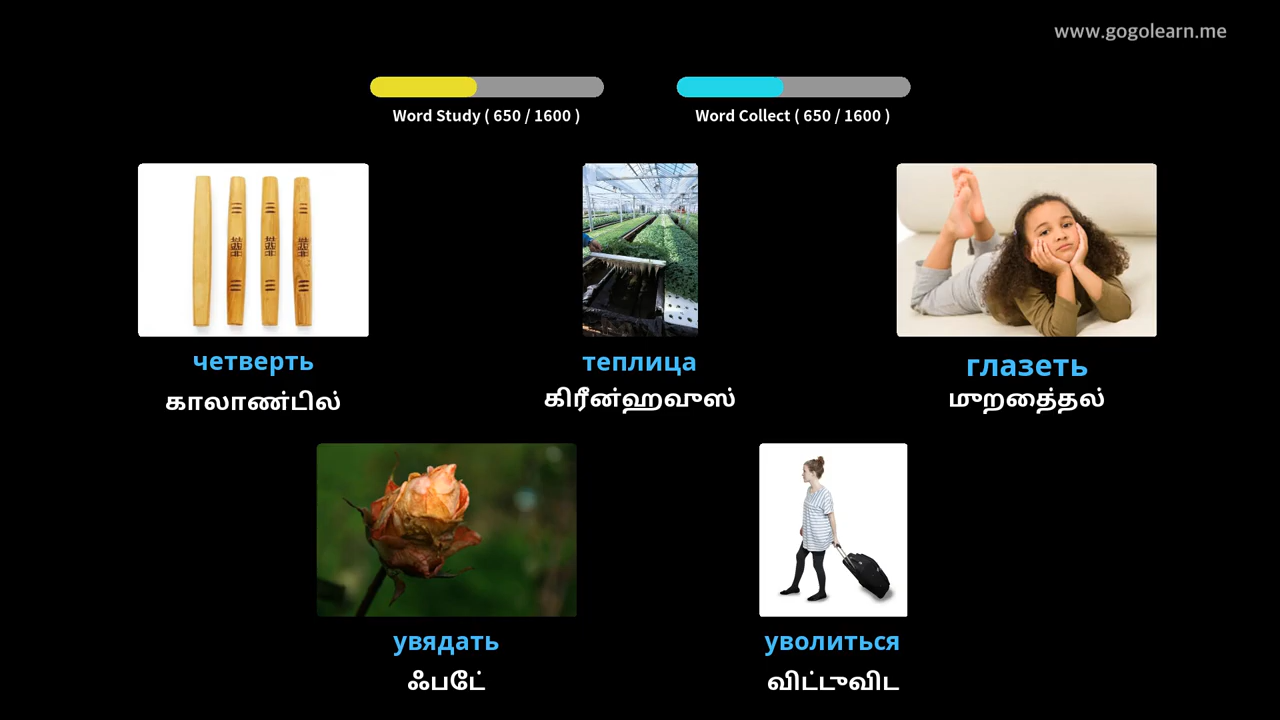 www.gogolearn.me
Word Study ( 650 / 1600 )
Word Collect ( 650 / 1600 )
четверть
காலாண்டில்
теплица
கிரீன்ஹவுஸ்
глазеть
முறைத்தல்
увядать
ஃபேட்
уволиться
விட்டுவிட